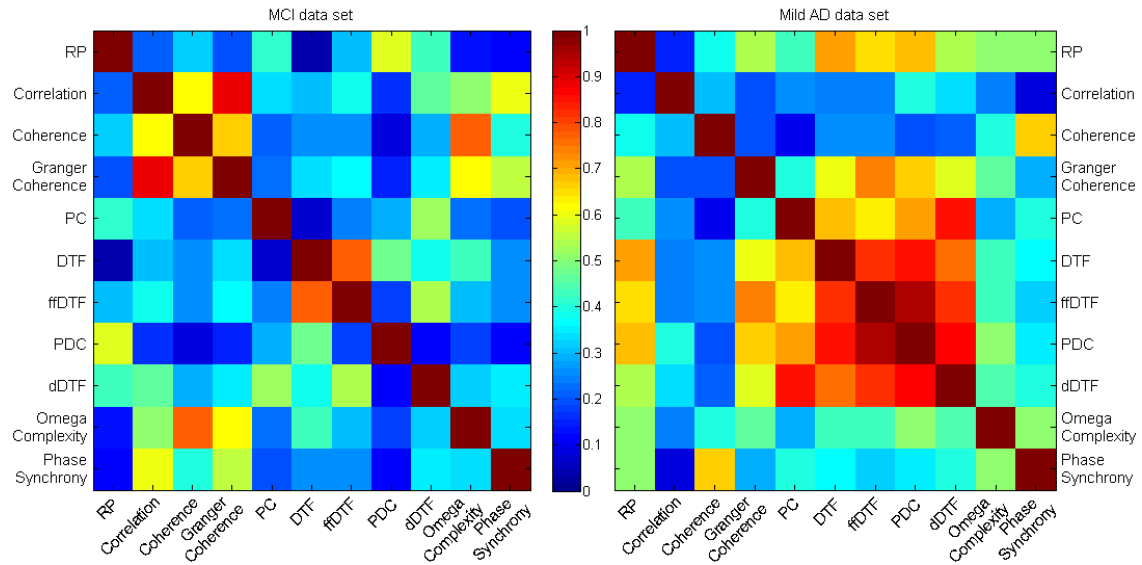 MCI data set
Mild AD data set
RP
Correlation
Coherence
Granger
Coherence
PC
DTF
ffDTF
PDC
dDTF
Omega
Complexity
Phase
Synchrony
1
0.9
0.8
0.7
0.6
0.5
0.4
0.3
0.2
0.1
0
RP
Correlation
Coherence
Granger
Coherence
PC
DTF
ffDTF
PDC
dDTF
Omega
Complexity
Phase
Synchrony
RP
Correlation
Coherence
Granger
Coherence
PC
DTF
ffDTF
PDC
dDTF
Omega
Complexity
Phase
Synchrony
RP
Correlation
Coherence
Granger
Coherence
PC
DTF
ffDTF
PDC
dDTF
Omega
Complexity
Phase
Synchrony